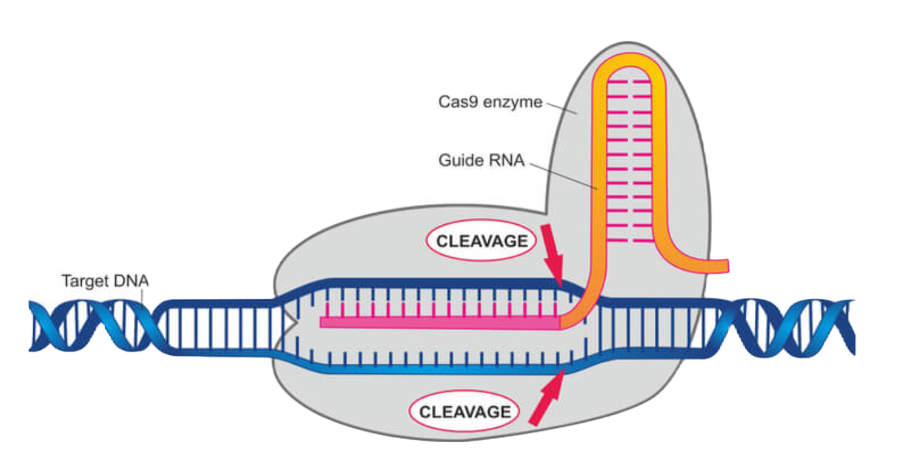 Cas9 enzyme
Guide RNA
CLEAVAGE
Target DNA
CLEAVAGE